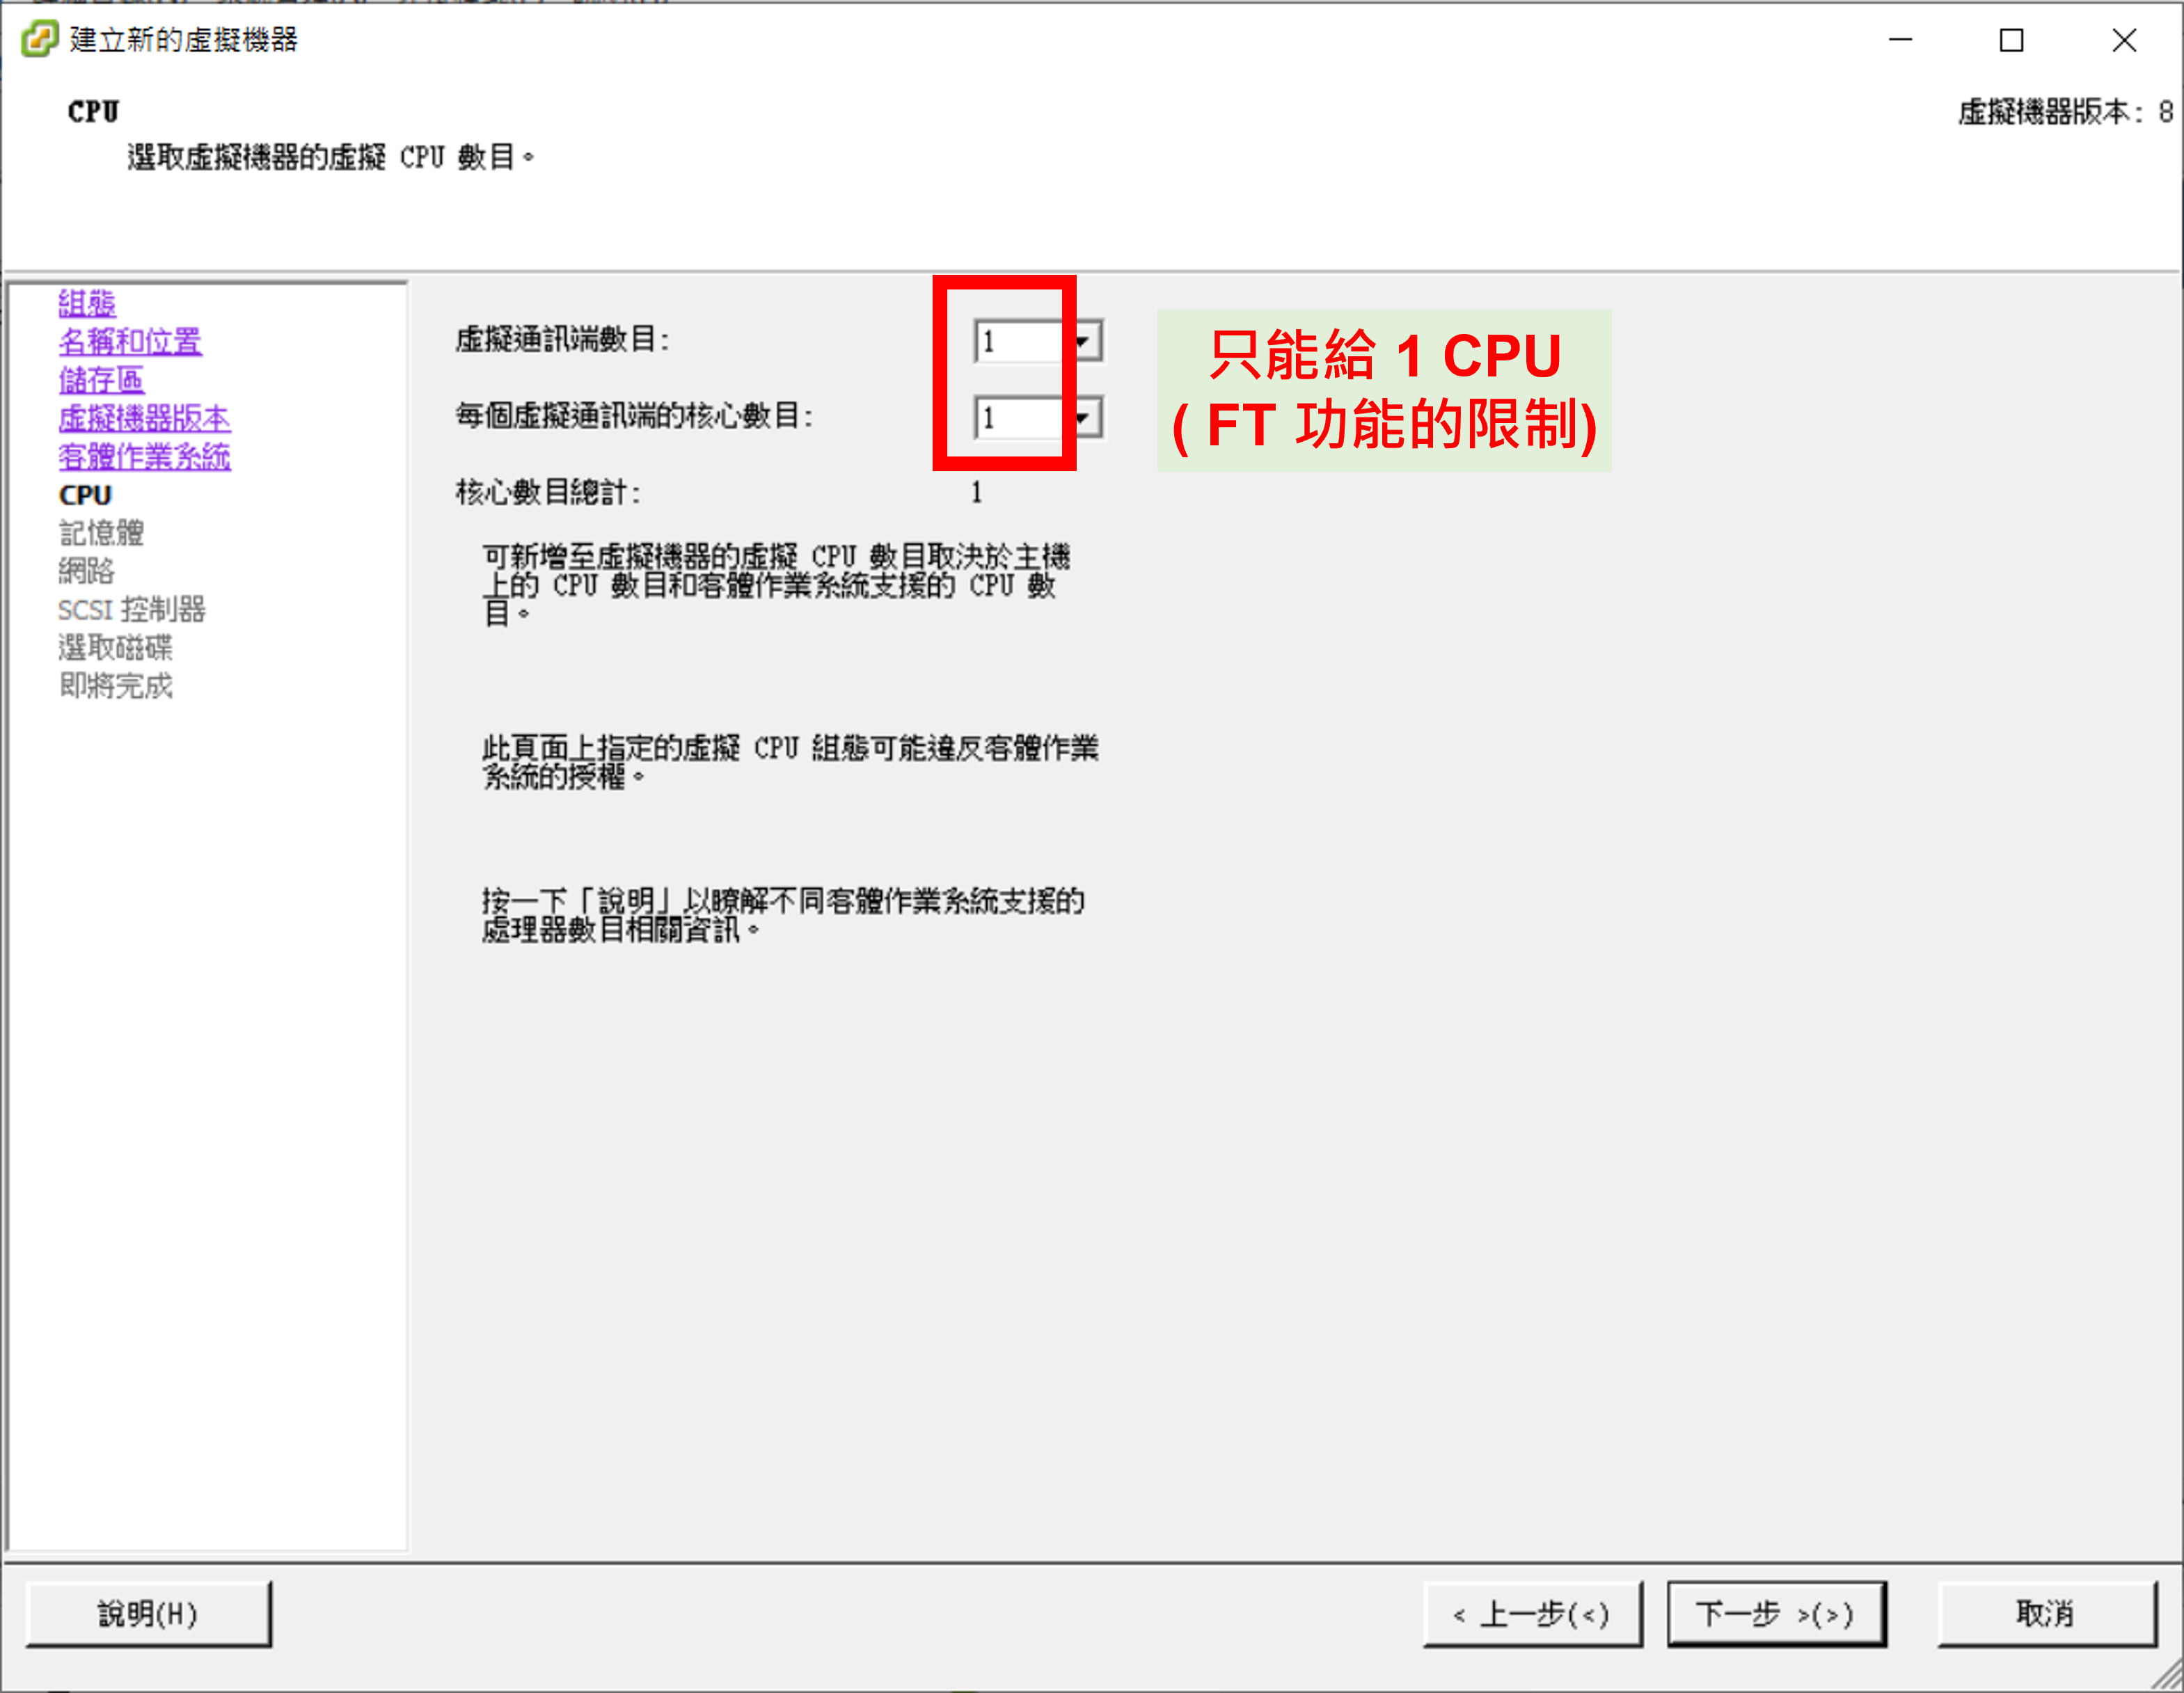 建立新的虛擬機器
CPU
虛擬機器版本: 8
選取虛擬機器的虛擬 CPU 數目。
組態
名稱和位置
儲存區
虛擬機器版本
客體作業系統
CPU
記憶體
網路
SCSI 控制器
選取磁碟
即將完成
虛擬通訊端數目: 1
每個虛擬通訊端的核心數目: 1
核心數目總計: 1
只能給 1 CPU
( FT 功能的限制)
可新增至虛擬機器的虛擬 CPU 數目取決於主機
上的 CPU 數目和客體作業系統支援的 CPU 數
目。
此頁面上指定的虛擬 CPU 組態可能違反客體作業
系統的授權。
按一下「說明」以瞭解不同客體作業系統支援的
處理器數目相關資訊。
說明(H)
< 上一步(<)
下一步 >(>)
取消